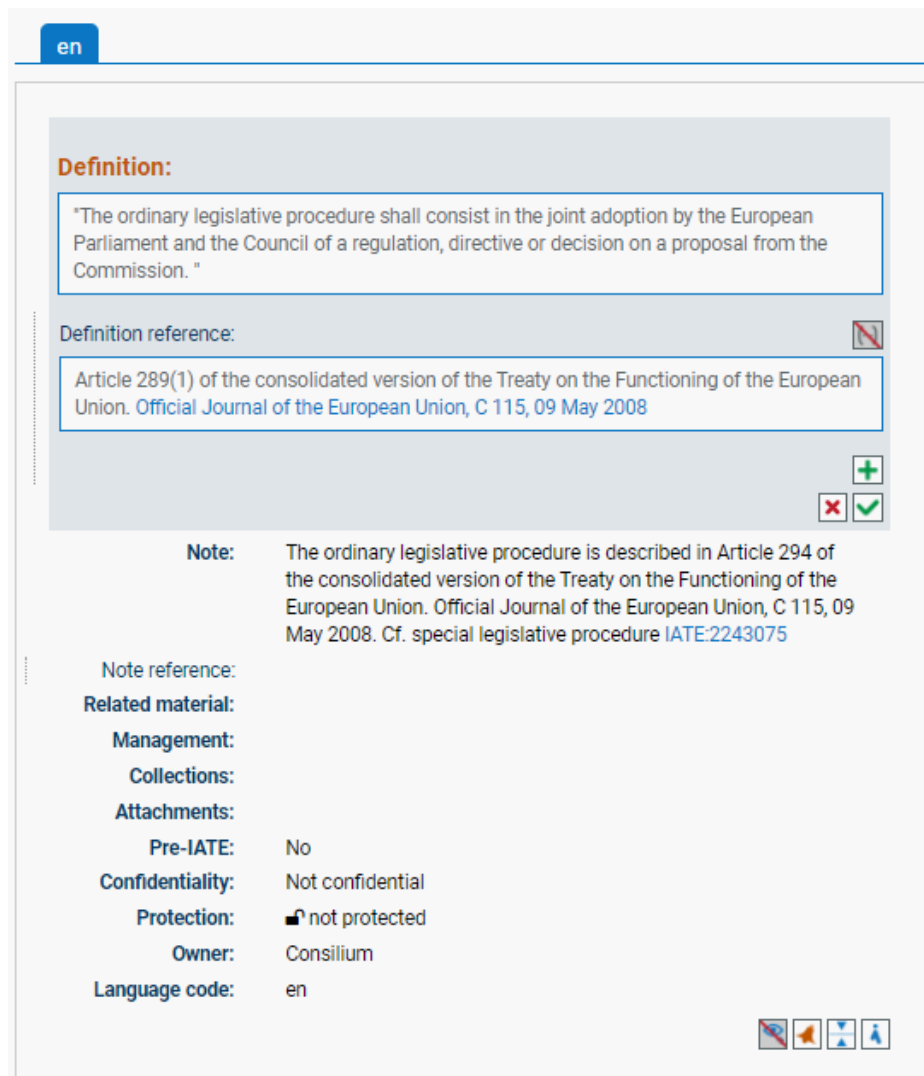 en
Definition:
"The ordinary legislative procedure shall consist in the joint adoption by the European
Parliament and the Council of a regulation, directive or decision on a proposal from the
Commission. "
Definition reference:
Article 289(1) of the consolidated version of the Treaty on the Functioning of the European
Union. Official Journal of the European Union, C 115, 09 May 2008
Note: The ordinary legislative procedure is described in Article 294 of
the consolidated version of the Treaty on the Functioning of the
European Union. Official Journal of the European Union, C 115, 09
May 2008. Cf. special legislative procedure IATE:2243075
Note reference:
Related material:
Management:
Collections:
Attachments:
Pre-IATE: No
Confidentiality: Not confidential
Protection: not protected
Owner: Consilium
Language code: en